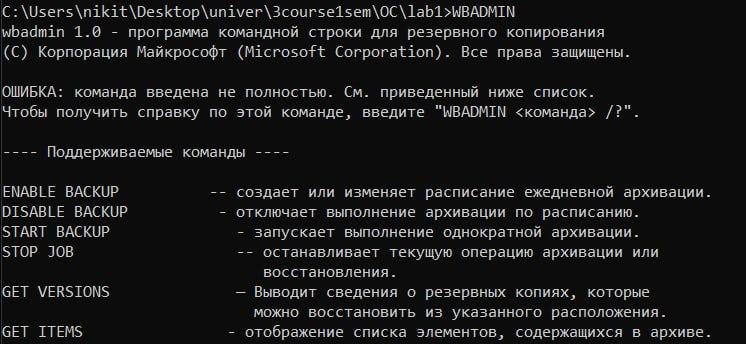 C:\Users\nikit\Desktop\univer\3course1sem\OC\lab1>WBADMIN
wbadmin 1.0 - программа командной строки для резервного копирования
(C) Корпорация Майкрософт (Microsoft Corporation). Все права защищены.
ОШИБКА: команда введена не полностью. См. приведенный ниже список.
Чтобы получить справку по этой команде, введите "WBADMIN <команда> /?".
---- Поддерживаемые команды ----
ENABLE BACKUP -- создает или изменяет расписание ежедневной архивации.
DISABLE BACKUP - отключает выполнение архивации по расписанию.
START BACKUP - запускает выполнение однократной архивации.
STOP JOB -- останавливает текущую операцию архивации или
восстановления.
GET VERSIONS — Выводит сведения о резервных копиях, которые
можно восстановить из указанного расположения.
GET ITEMS - отображение списка элементов, содержащихся в архиве.